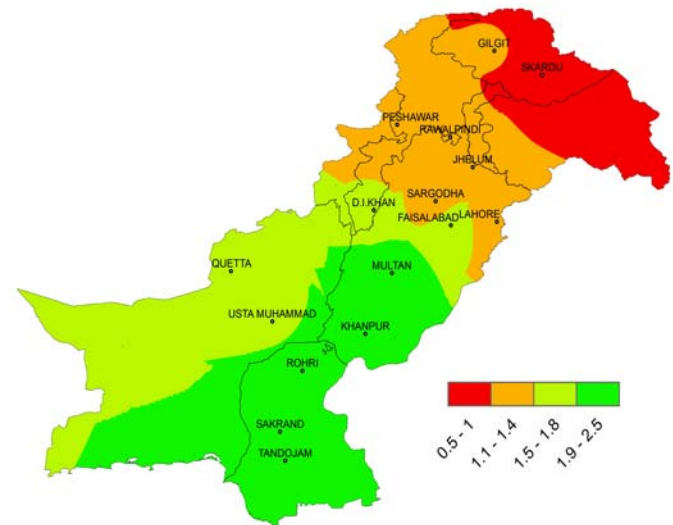 GILGIT
SKARDU
PESHAWAR
RAWALPINDI
JHELUM
SARGODHA
D.I.KHAN
FAISALABAD
LAHORE
QUETTA
MULTAN
USTA MUHAMMAD
KHANPUR
ROHRI
SAKRAND
TANDOJAM
0.5 - 1
1.1 - 1.4
1.5 - 1.8
1.9 - 2.5